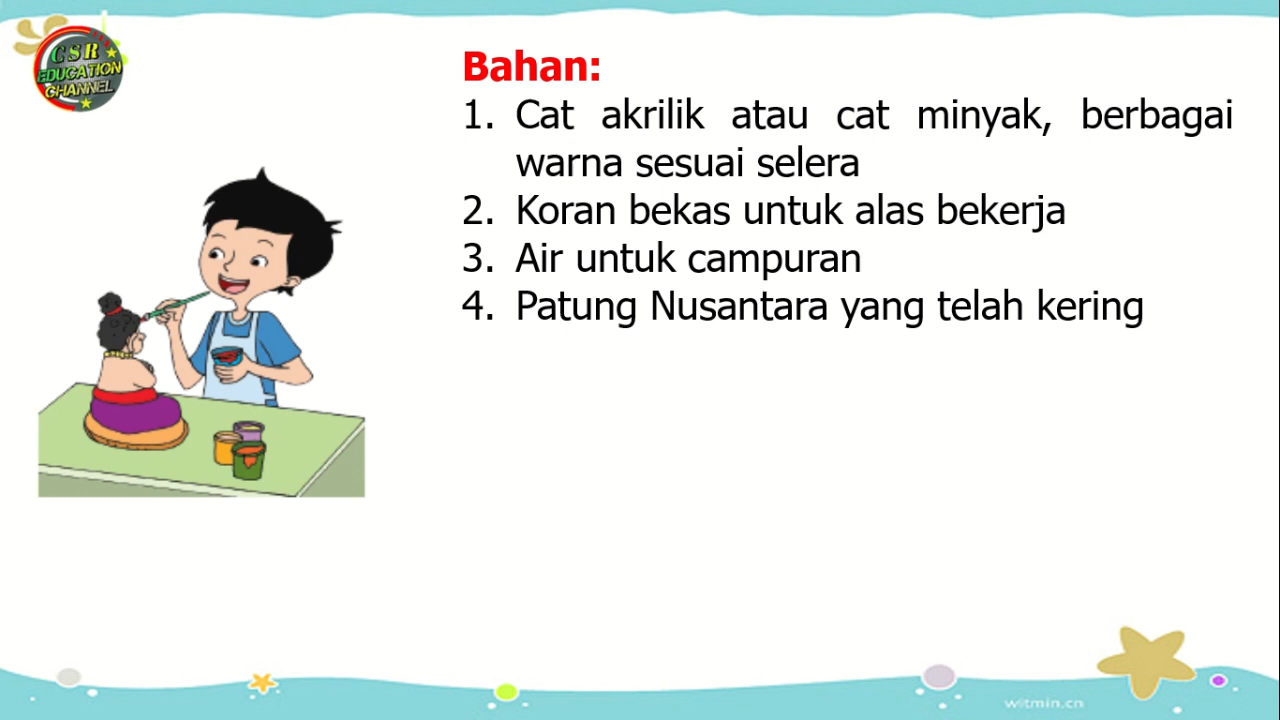 CSR
EDUCATION
CHANNEL
Bahan:
1. Cat akrilik atau cat minyak, berbagai
warna sesuai selera
2. Koran bekas untuk alas bekerja
3. Air untuk campuran
4. Patung Nusantara yang telah kering
witmin.cn